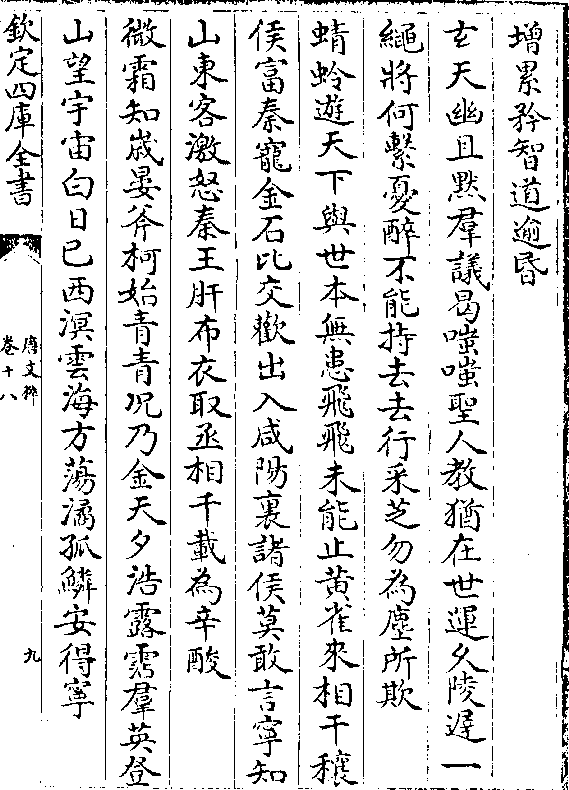 增累矜智道逾昏
玄天幽且默羣議曷嗤嗤聖人教猶在世運久陵遲一
繩將何繫憂醉不能持去去行采芝勿為塵所欺
蜻蛉遊天下與世本無患飛飛未能止黃雀來相干穰
侯富秦寵金石比交歡出入咸陽裏諸侯莫敢言寧知
山東客激怒秦王肝布衣取丞相千載為辛酸
微霜知歲晏斧柯始青青况乃金天夕浩露霑羣英登
山望宇宙白日已西溟雲海方蕩潏孤鱗安得寧
欽定四庫全書
唐文粹
卷十八
九